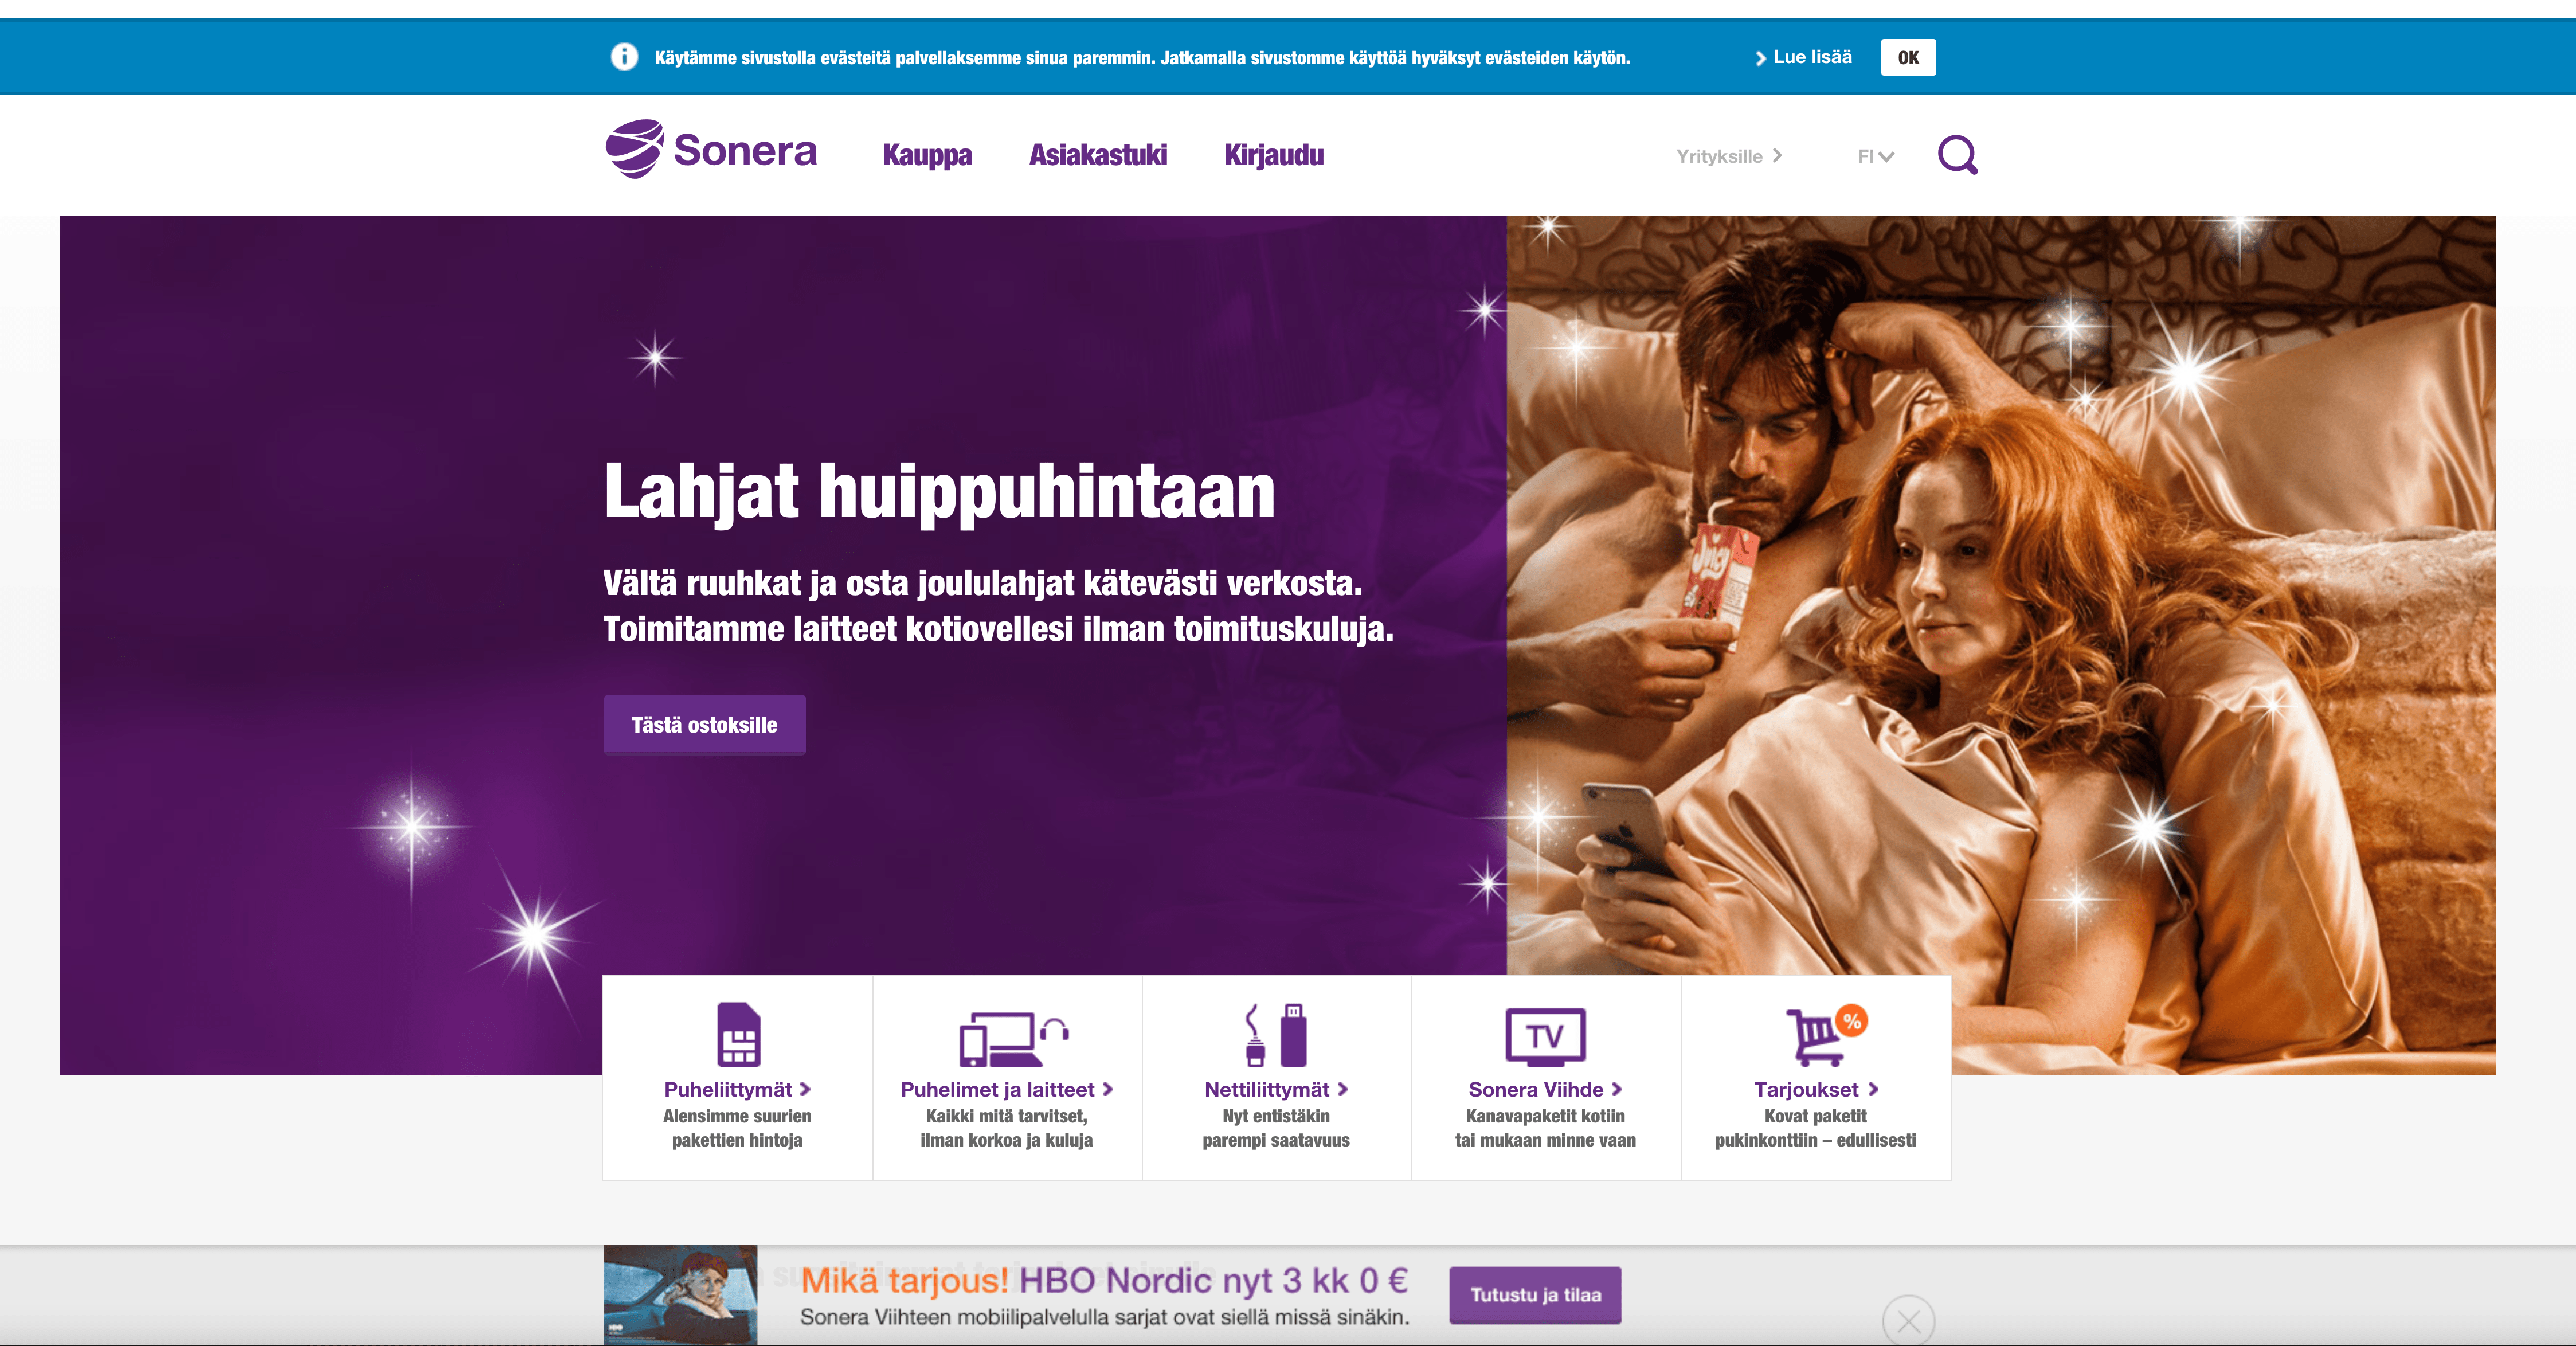 Käytämme sivustolla evästeitä palvellaksemme sinua paremmin. Jatkamalla sivustomme käyttöä hyväksyt evästeiden käytön.
Lue lisää
OK
Sonera
Kauppa
Asiakastuki
Kirjaudu
Yrityksille
FI
Lahjat huippuhintaan
Vältä ruuhkat ja osta joululahjat kätevästi verkosta.
Toimitamme laitteet kotiovellesi ilman toimituskuluja.
Tästä ostoksille
Juicy
Puheliittymät
Alensimme suurien
pakettien hintoja
Puhelimet ja laitteet
Kaikki mitä tarvitset,
ilman korkoa ja kuluja
Nettiliittymät
Nyt entistäkin
parempi saatavuus
TV
Sonera Viihde
Kanavapaketit kotiin
tai mukaan minne vaan
%
Tarjoukset
Kovat paketit
pukinkonttiin – edullisesti
Mikä tarjous! HBO Nordic nyt 3 kk 0 €
Sonera Viihteen mobiilipalvelulla sarjat ovat siellä missä sinäkin.
Tutustu ja tilaa
HBO